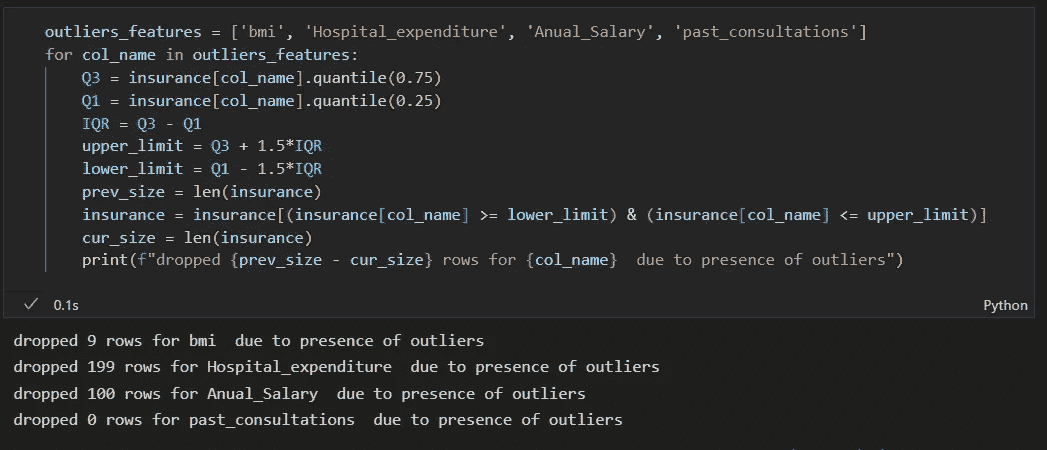 outliers_features = ['bmi', 'Hospital_expenditure', 'Anual_Salary', 'past_consultations']
for col_name in outliers_features:
    Q3 = insurance[col_name].quantile(0.75)
    Q1 = insurance[col_name].quantile(0.25)
    IQR = Q3 - Q1
    upper_limit = Q3 + 1.5*IQR
    lower_limit = Q1 - 1.5*IQR
    prev_size = len(insurance)
    insurance = insurance[(insurance[col_name] >= lower_limit) & (insurance[col_name] <= upper_limit)]
    cur_size = len(insurance)
    print(f"dropped {prev_size - cur_size} rows for {col_name}  due to presence of outliers")
0.1s Python
dropped 9 rows for bmi  due to presence of outliers
dropped 199 rows for Hospital_expenditure  due to presence of outliers
dropped 100 rows for Anual_Salary  due to presence of outliers
dropped 0 rows for past_consultations  due to presence of outliers